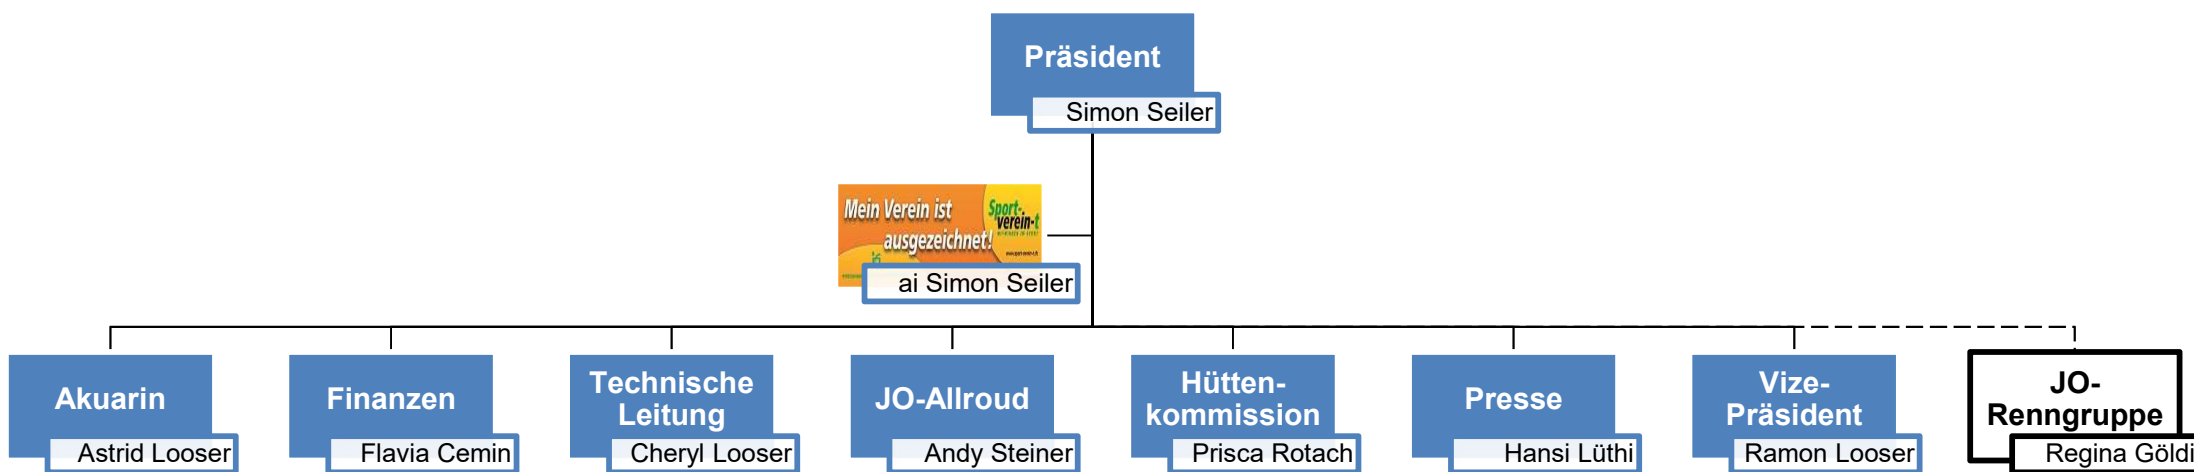 Präsident
Simon Seiler
Mein Verein ist
ausgezeichnet!
Sport-
verein-t
ai Simon Seiler
Akuarin
Astrid Looser
Finanzen
Flavia Cemin
Technische
Leitung
Cheryl Looser
JO-Allroud
Andy Steiner
Hütten-
kommission
Prisca Rotach
Presse
Hansi Lüthi
Vize-
Präsident
Ramon Looser
JO-
Renngruppe
Regina Göldi